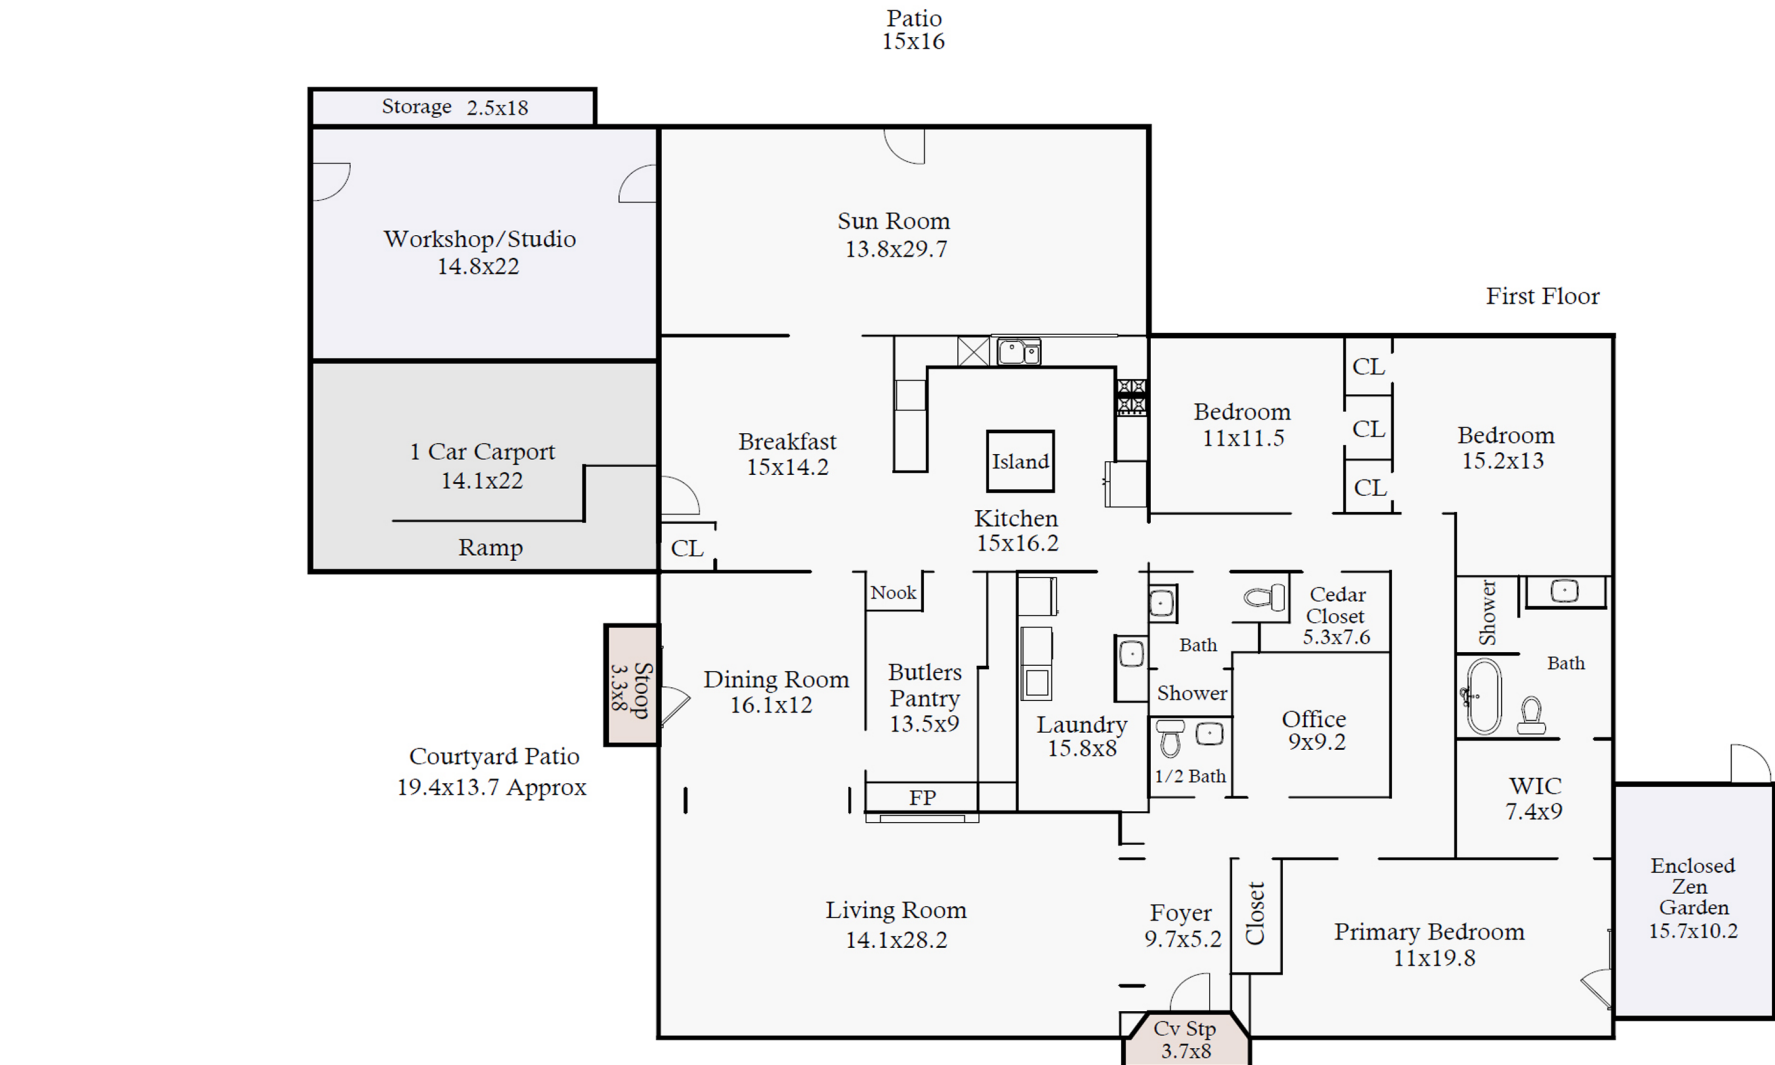 Patio
15x16
Storage 2.5x18
Workshop/Studio
14.8x22
Sun Room
13.8x29.7
First Floor
1 Car Carport
14.1x22
Ramp
CL
Breakfast
15x14.2
Island
Kitchen
15x16.2
Bedroom
11x11.5
CL
CL
CL
Bedroom
15.2x13
Nook
Stoop
3.3x8
Dining Room
16.1x12
Butlers
Pantry
13.5x9
FP
Laundry
15.8x8
Bath
Shower
1/2 Bath
Cedar
Closet
5.3x7.6
Office
9x9.2
Shower
Bath
WIC
7.4x9
Courtyard Patio
19.4x13.7 Approx
Living Room
14.1x28.2
Foyer
9.7x5.2
Closet
Primary Bedroom
11x19.8
Enclosed
Zen
Garden
15.7x10.2
Cv Stp
3.7x8